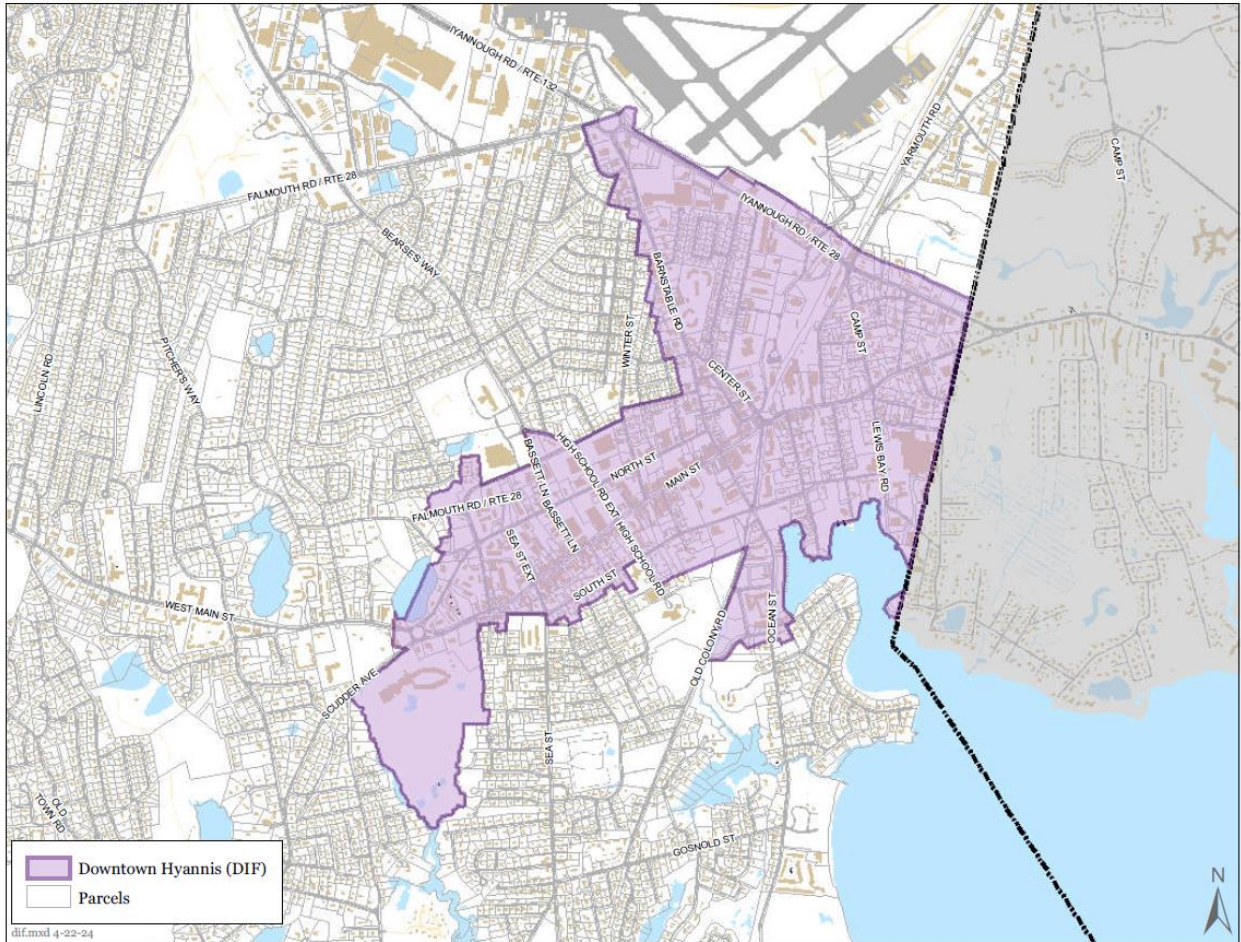 IYANNOUGH RD / RTE 132
YARMOUTH RD
CAMP ST
FALMOUTH RD / RTE 28
IYANNOUGH RD / RTE 28
BEARSE'S WAY
BARNSTABLE RD
WINTER ST
CAMP ST
LINCOLN RD
PITCHER'S WAY
CENTER ST
LEWIS BAY RD
HIGH SCHOOL RD EXT
HIGH SCHOOL RD
BASSETT LN
BASSETT LN
NORTH ST
MAIN ST
FALMOUTH RD / RTE 28
SEA ST EXT
SOUTH ST
WEST MAIN ST
OLD COLONY RD
OCEAN ST
SCUDDER AVE
SEA ST
OLD
TOWN RD
GOSNOLD ST
Downtown Hyannis (DIF)
Parcels
N
dif.mxd 4-22-24